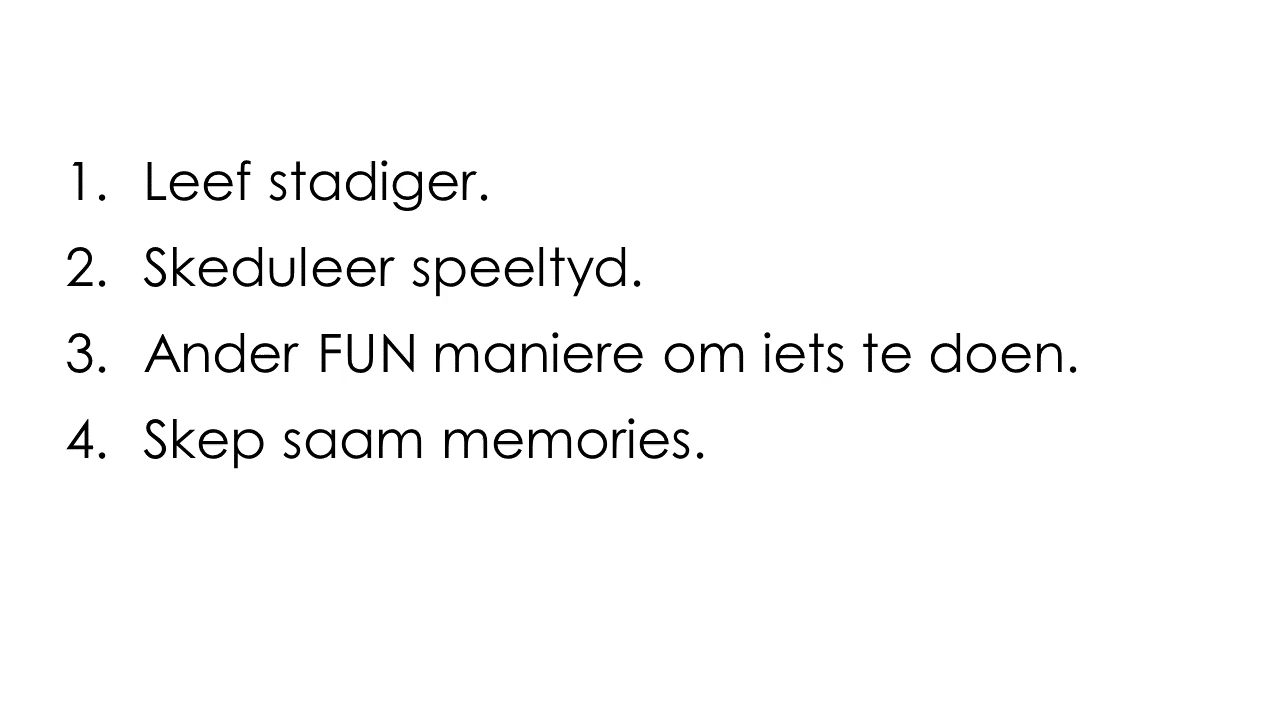 1. Leef stadiger.
2. Skeduleer speeltyd.
3. Ander FUN maniere om iets te doen.
4. Skep saam memories.